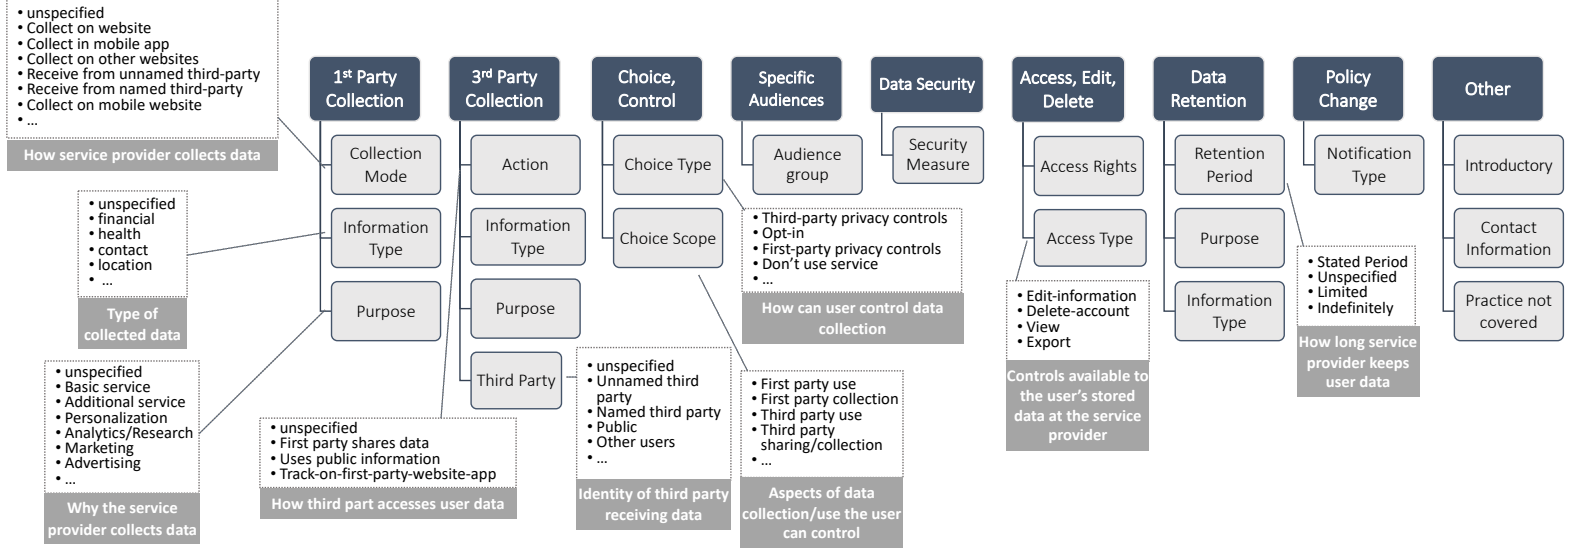 • unspecified
• Collect on website
• Collect in mobile app
• Collect on other websites
• Receive from unnamed third-party
• Receive from named third-party
• Collect on mobile website
• ...
How service provider collects data
1st Party
Collection
3rd Party
Collection
Choice,
Control
Specific
Audiences
Data Security
Access, Edit,
Delete
Data
Retention
Policy
Change
Other
Collection
Mode
Information
Type
Purpose
Action
Information
Type
Purpose
Third Party
Choice Type
Choice Scope
Audience
group
Security
Measure
Access Rights
Access Type
Retention
Period
Purpose
Information
Type
Notification
Type
Introductory
Contact
Information
Practice not
covered
• unspecified
• financial
• health
• contact
• location
• ...
Type of
collected data
• unspecified
• Basic service
• Additional service
• Personalization
• Analytics/Research
• Marketing
• Advertising
• ...
Why the service
provider collects data
• unspecified
• First party shares data
• Uses public information
• Track-on-first-party-website-app
How third part accesses user data
• unspecified
• Unnamed third
party
• Named third party
• Public
• Other users
• ...
Identity of third party
receiving data
• Third-party privacy controls
• Opt-in
• First-party privacy controls
• Don't use service
• ...
How can user control data
collection
• First party use
• First party collection
• Third party use
• Third party
sharing/collection
• ...
Aspects of data
collection/use the user
can control
• Edit-information
• Delete-account
• View
• Export
Controls available to
the user's stored
data at the service
provider
• Stated Period
• Unspecified
• Limited
• Indefinitely
How long service
provider keeps
user data